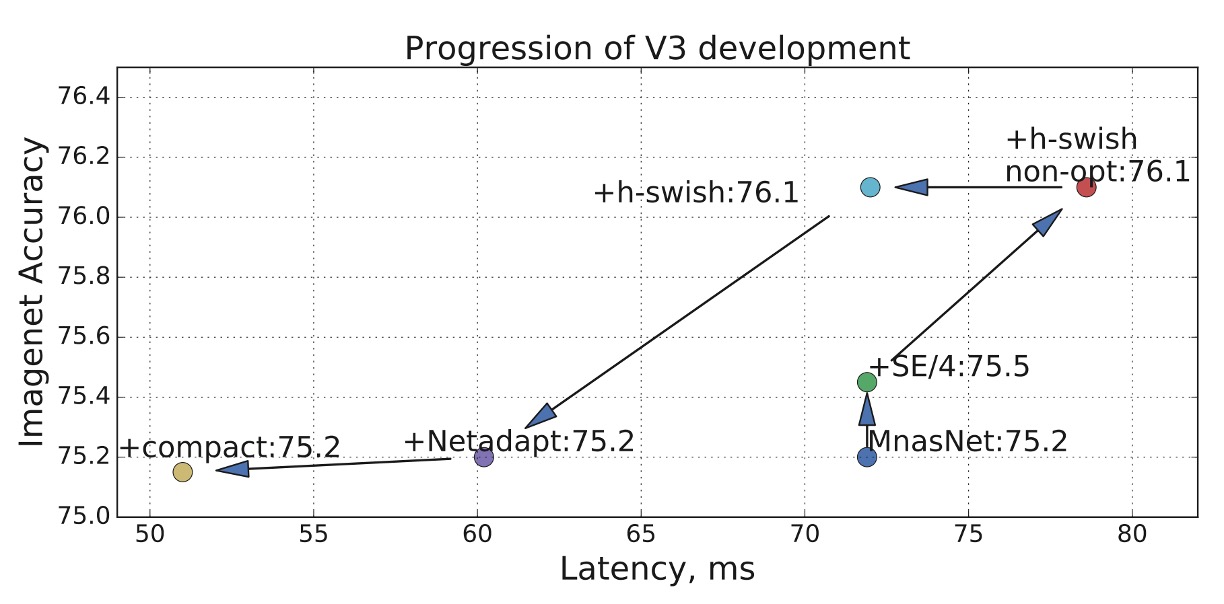 Progression of V3 development
Imagenet Accuracy
76.4
76.2
76.0
75.8
75.6
75.4
75.2
75.0
+h-swish
non-opt:76.1
+h-swish:76.1
+SE/4:75.5
MnasNet:75.2
+Netadapt:75.2
+compact:75.2
50 55 60 65 70 75 80
Latency, ms